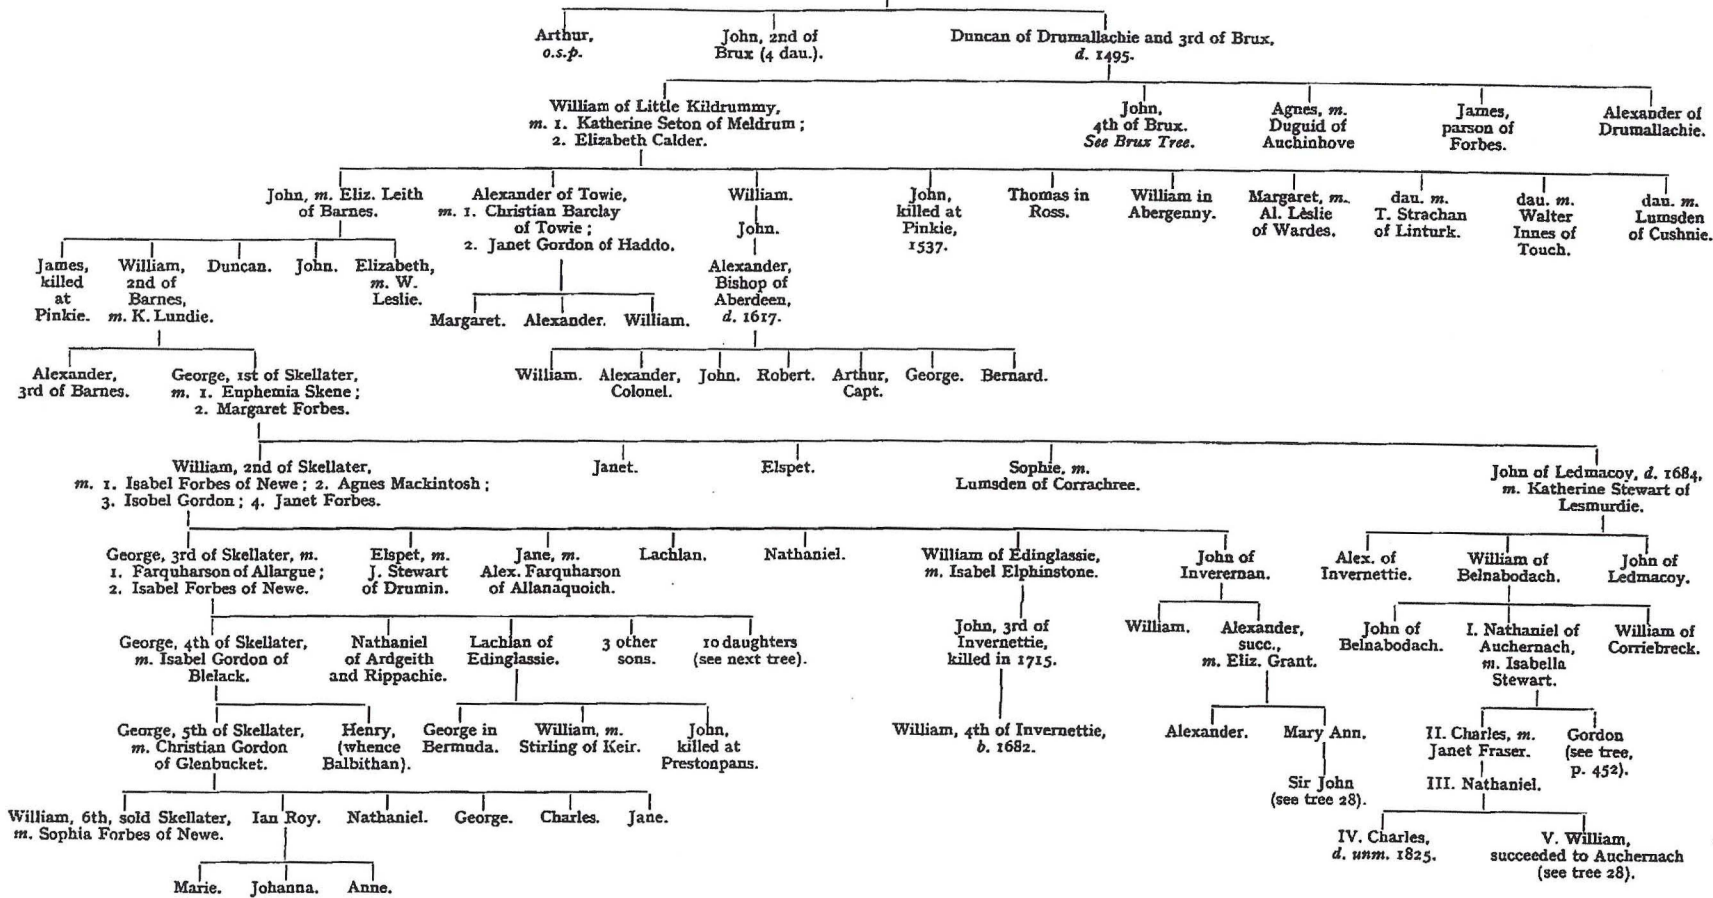 Arthur,
o.s.p.
John, 2nd of
Brux (4 dau.).
Duncan of Drumallachie and 3rd of Brux,
d. 1495.
William of Little Kildrummy,
m. 1. Katherine Seton of Meldrum ;
2. Elizabeth Calder.
John,
4th of Brux.
See Brux Tree.
Agnes, m.
Duguid of
Auchinhove
James,
parson of
Forbes.
Alexander of
Drumallachie.
John, m. Eliz. Leith
of Barnes.
Alexander of Towie,
m. 1. Christian Barclay
of Towie ;
2. Janet Gordon of Haddo.
William.
John.
Alexander,
Bishop of
Aberdeen,
d. 1617.
John,
killed at
Pinkie,
1537.
Thomas in
Ross.
William in
Abergenny.
Margaret, m.
Al. Lèslie
of Wardes.
dau. m.
T. Strachan
of Linturk.
dau. m.
Walter
Innes of
Touch.
dau. m.
Lumsden
of Cushnie.
James,
killed
at
Pinkie.
William,
2nd of
Barnes,
m. K. Lundie.
Duncan.
John.
Elizabeth,
m. W.
Leslie.
Margaret.
Alexander.
William.
Alexander,
3rd of Barnes.
George, 1st of Skellater,
m. 1. Euphemia Skene ;
2. Margaret Forbes.
William.
Alexander,
Colonel.
John.
Robert.
Arthur,
Capt.
George.
Bernard.
William, 2nd of Skellater,
m. 1. Isabel Forbes of Newe ; 2. Agnes Mackintosh ;
3. Isobel Gordon ; 4. Janet Forbes.
Janet.
Elspet.
Sophie, m.
Lumsden of Corrachree.
John of Ledmacoy, d. 1684,
m. Katherine Stewart of
Lesmurdie.
George, 3rd of Skellater, m.
1. Farquharson of Allargue ;
2. Isabel Forbes of Newe.
Elspet, m.
J. Stewart
of Drumin.
Jane, m.
Alex. Farquharson
of Allanaquoich.
Lachlan.
Nathaniel.
William of Edinglassie,
m. Isabel Elphinstone.
John of
Inverernan.
Alex. of
Invernettie.
William of
Belnabodach.
John of
Ledmacoy.
George, 4th of Skellater,
m. Isabel Gordon of
Blelack.
Nathaniel
of Ardgeith
and Rippachie.
Lachlan of
Edinglassie.
3 other
sons.
10 daughters
(see next tree).
John, 3rd of
Invernettie,
killed in 1715.
William.
Alexander,
succ.,
m. Eliz. Grant.
John of
Belnabodach.
I. Nathaniel of
Auchernach,
m. Isabella
Stewart.
William of
Corriebreck.
George, 5th of Skellater,
m. Christian Gordon
of Glenbucket.
Henry,
(whence
Balbithan).
George in
Bermuda.
William, m.
Stirling of Keir.
John,
killed at
Prestonpans.
William, 4th of Invernettie,
b. 1682.
Alexander.
Mary Ann.
II. Charles, m.
Janet Fraser.
Gordon
(see tree,
p. 452).
Sir John
(see tree 28).
III. Nathaniel.
William, 6th, sold Skellater,
m. Sophia Forbes of Newe.
Ian Roy.
Nathaniel.
George.
Charles.
Jane.
IV. Charles,
d. unm. 1825.
V. William,
succeeded to Auchernach
(see tree 28).
Marie.
Johanna.
Anne.